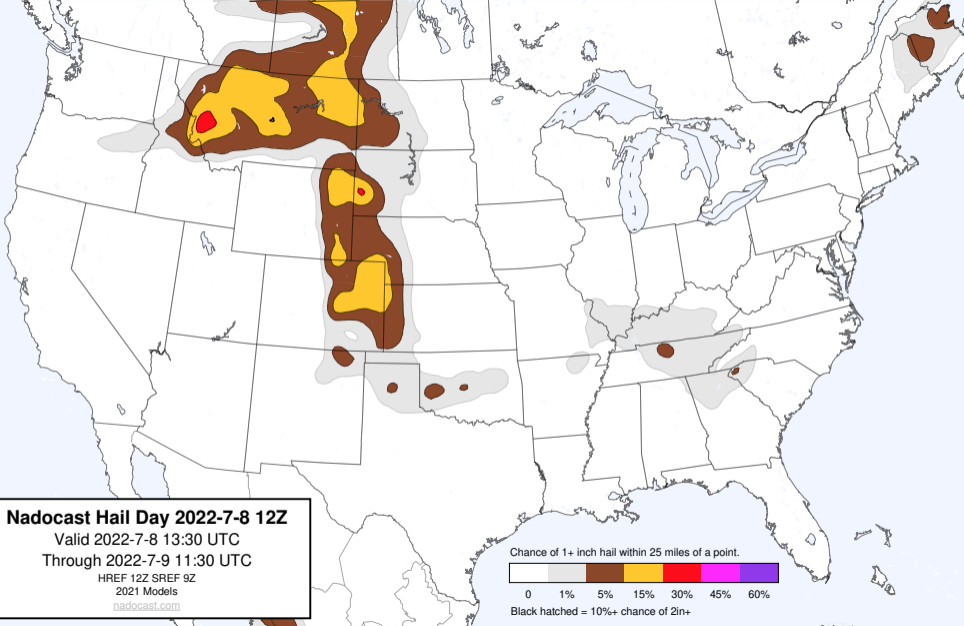 Nadocast Hail Day 2022-7-8 12Z
Valid 2022-7-8 13:30 UTC
Through 2022-7-9 11:30 UTC
HREF 12Z SREF 9Z
2021 Models
nadocast.com
Chance of 1+ inch hail within 25 miles of a point.
0 1% 5% 15% 30% 45% 60%
Black hatched = 10%+ chance of 2in+